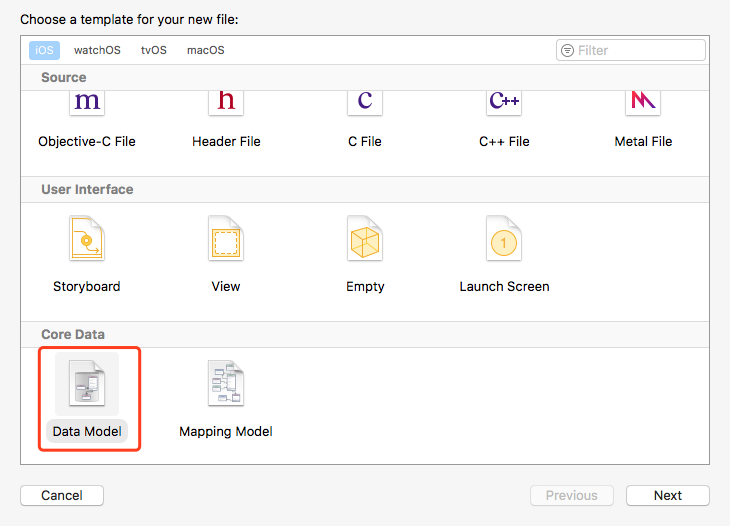 Choose a template for your new file:
iOS watchOS tvOS macOS Filter
Source
m h C C++
Objective-C File Header File C File C++ File Metal File
User Interface
1
Storyboard View Empty Launch Screen
Core Data
Data Model Mapping Model
Cancel Previous Next